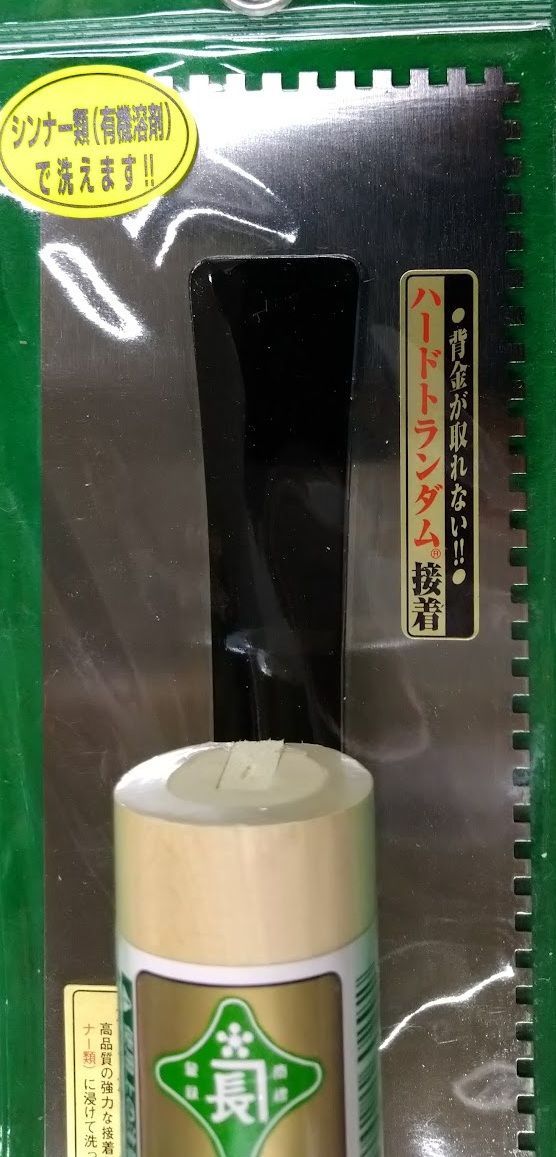 シンナー類(有機溶剤)
で洗えます!!
●背金が取れない!!●
ハードトランダム®接着
長
高品質の強力な接着
ナー類)に浸けて洗っ